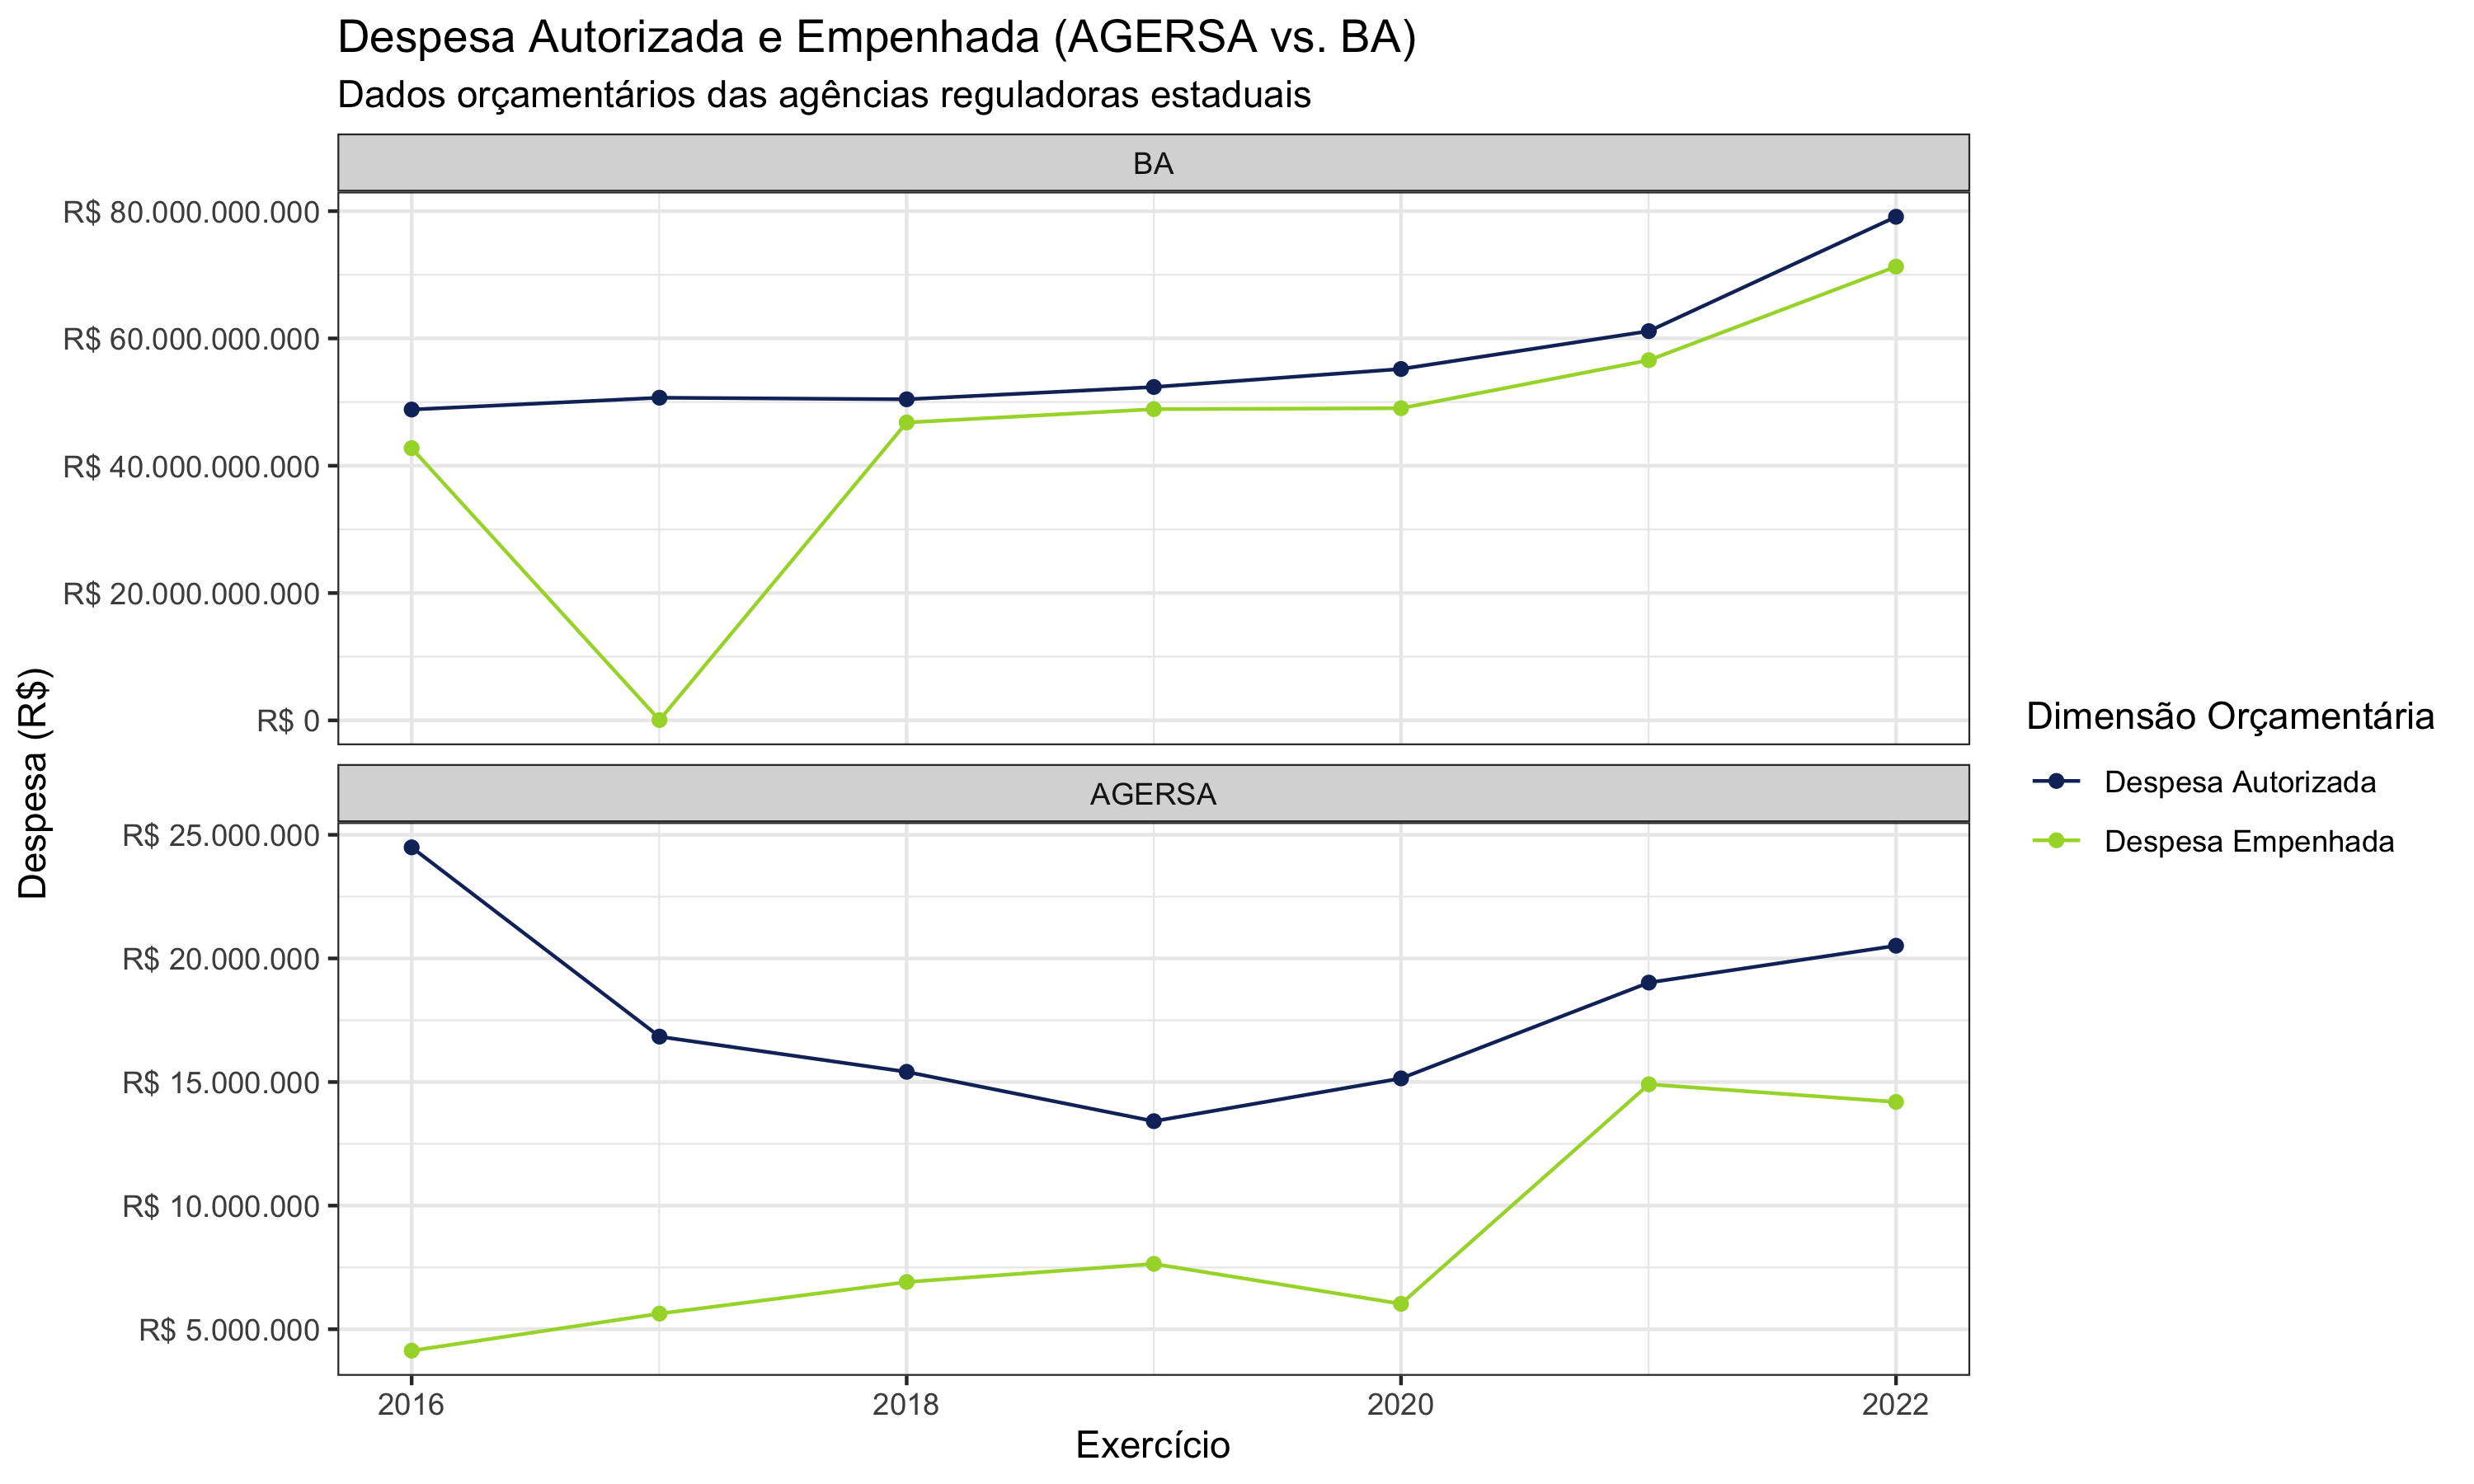 Despesa Autorizada e Empenhada (AGERSA vs. BA)
Dados orçamentários das agências reguladoras estaduais
BA
R$ 80.000.000.000
R$ 60.000.000.000
R$ 40.000.000.000
R$ 20.000.000.000
R$ 0
AGERSA
R$ 25.000.000
R$ 20.000.000
R$ 15.000.000
R$ 10.000.000
R$ 5.000.000
Despesa (R$)
2016
2018
2020
2022
Exercício
Dimensão Orçamentária
Despesa Autorizada
Despesa Empenhada